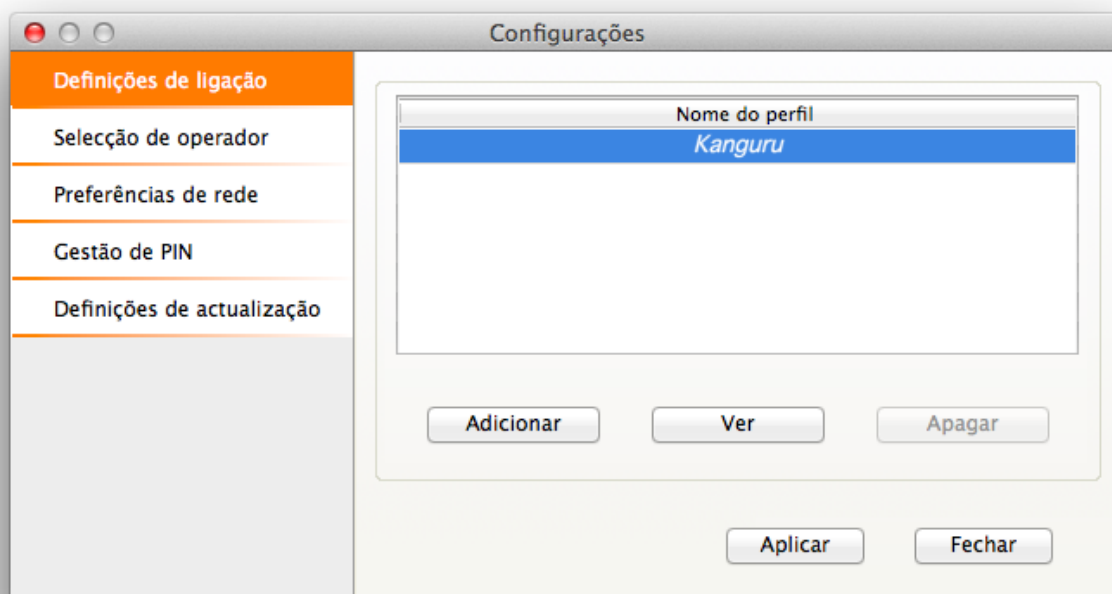 Configurações
Definições de ligação
Selecção de operador
Preferências de rede
Gestão de PIN
Definições de actualização
Nome do perfil
Kanguru
Adicionar
Ver
Apagar
Aplicar
Fechar